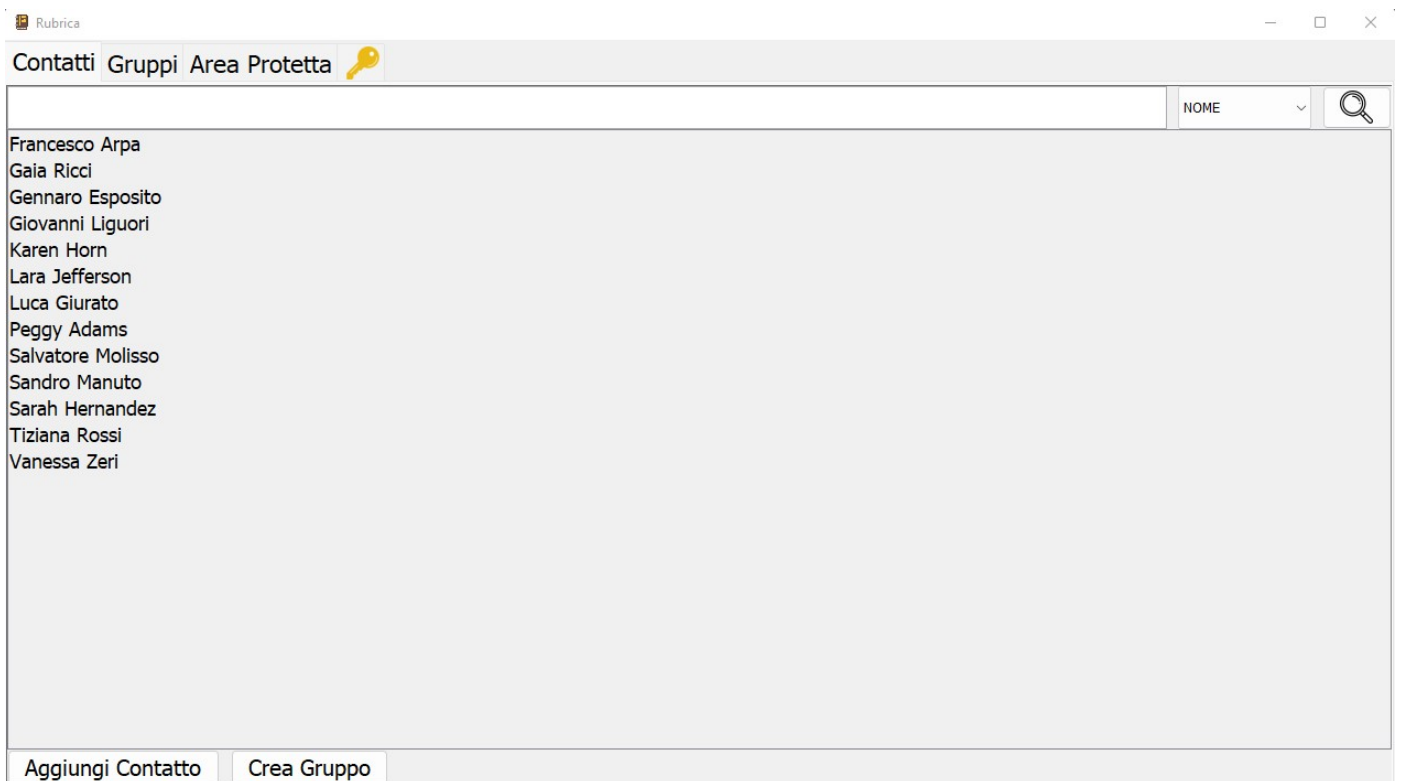 Rubrica
Contatti Gruppi Area Protetta
NOME
Francesco Arpa
Gaia Ricci
Gennaro Esposito
Giovanni Liguori
Karen Horn
Lara Jefferson
Luca Giurato
Peggy Adams
Salvatore Molisso
Sandro Manuto
Sarah Hernandez
Tiziana Rossi
Vanessa Zeri
Aggiungi Contatto Crea Gruppo